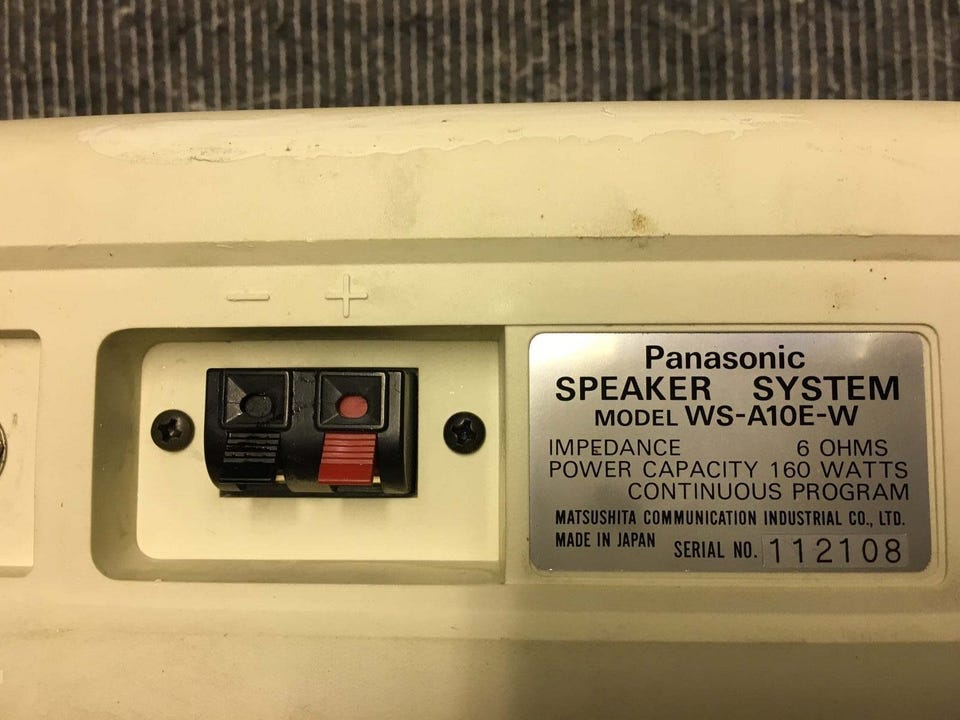 - +
Panasonic
SPEAKER SYSTEM
MODEL WS-A10E-W
IMPEDANCE 6 OHMS
POWER CAPACITY 160 WATTS
CONTINUOUS PROGRAM
MATSUSHITA COMMUNICATION INDUSTRIAL CO., LTD.
MADE IN JAPAN SERIAL NO. 112108